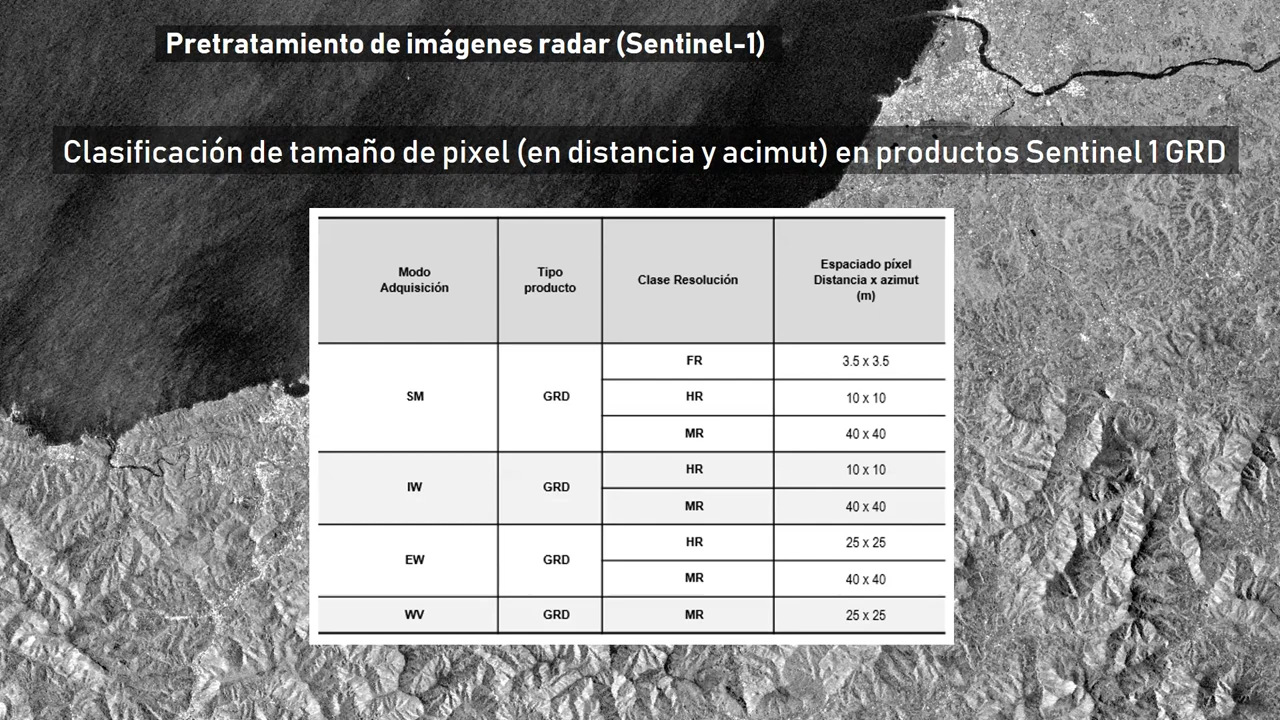 Pretratamiento de imágenes radar (Sentinel-1)
Clasificación de tamaño de pixel (en distancia y acimut) en productos Sentinel 1 GRD
Modo
Adquisición
Tipo
producto
Clase Resolución
Espaciado píxel
Distancia x azimut
(m)
SM
GRD
FR
3.5 x 3.5
HR
10 x 10
MR
40 x 40
IW
GRD
HR
10 x 10
MR
40 x 40
EW
GRD
HR
25 x 25
MR
40 x 40
WV
GRD
MR
25 x 25